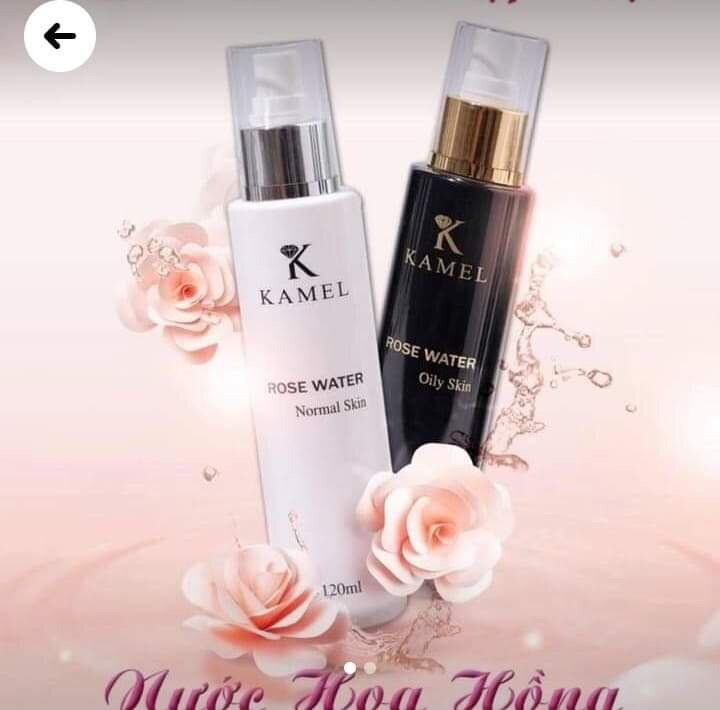 K
KAMEL
ROSE WATER
Normal Skin
120ml
K
KAMEL
ROSE WATER
Oily Skin
Nước Hoa Hồng